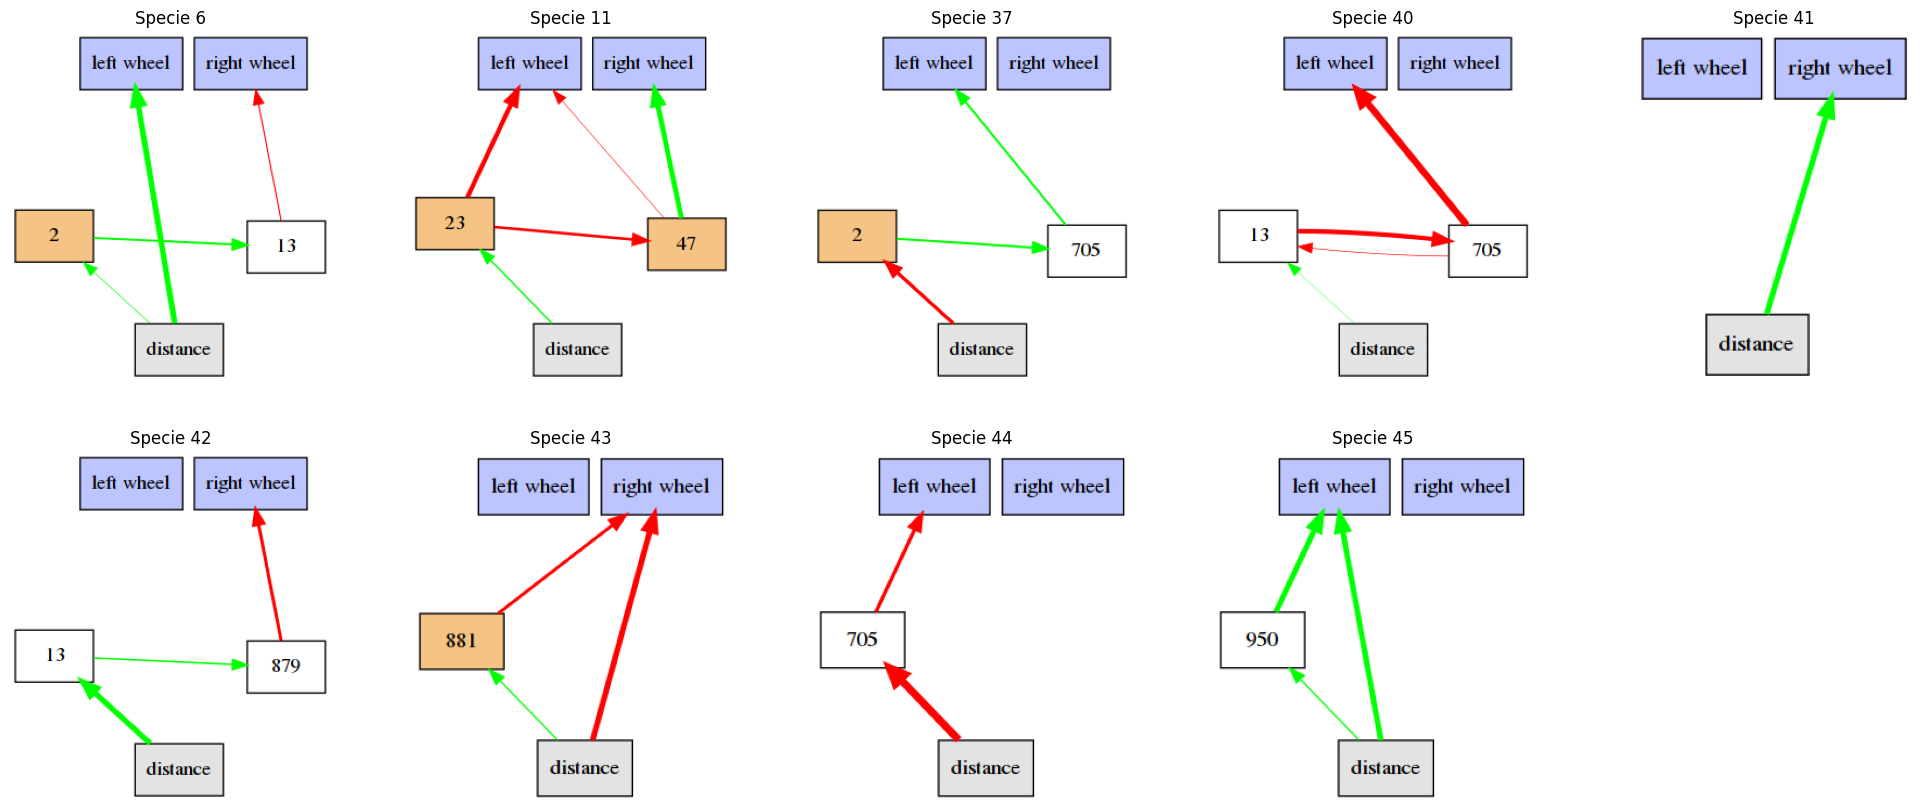 Specie 6
left wheel
right wheel
2
13
distance
Specie 11
left wheel
right wheel
23
47
distance
Specie 37
left wheel
right wheel
2
705
distance
Specie 40
left wheel
right wheel
13
705
distance
Specie 41
left wheel
right wheel
distance
Specie 42
left wheel
right wheel
13
879
distance
Specie 43
left wheel
right wheel
881
distance
Specie 44
left wheel
right wheel
705
distance
Specie 45
left wheel
right wheel
950
distance